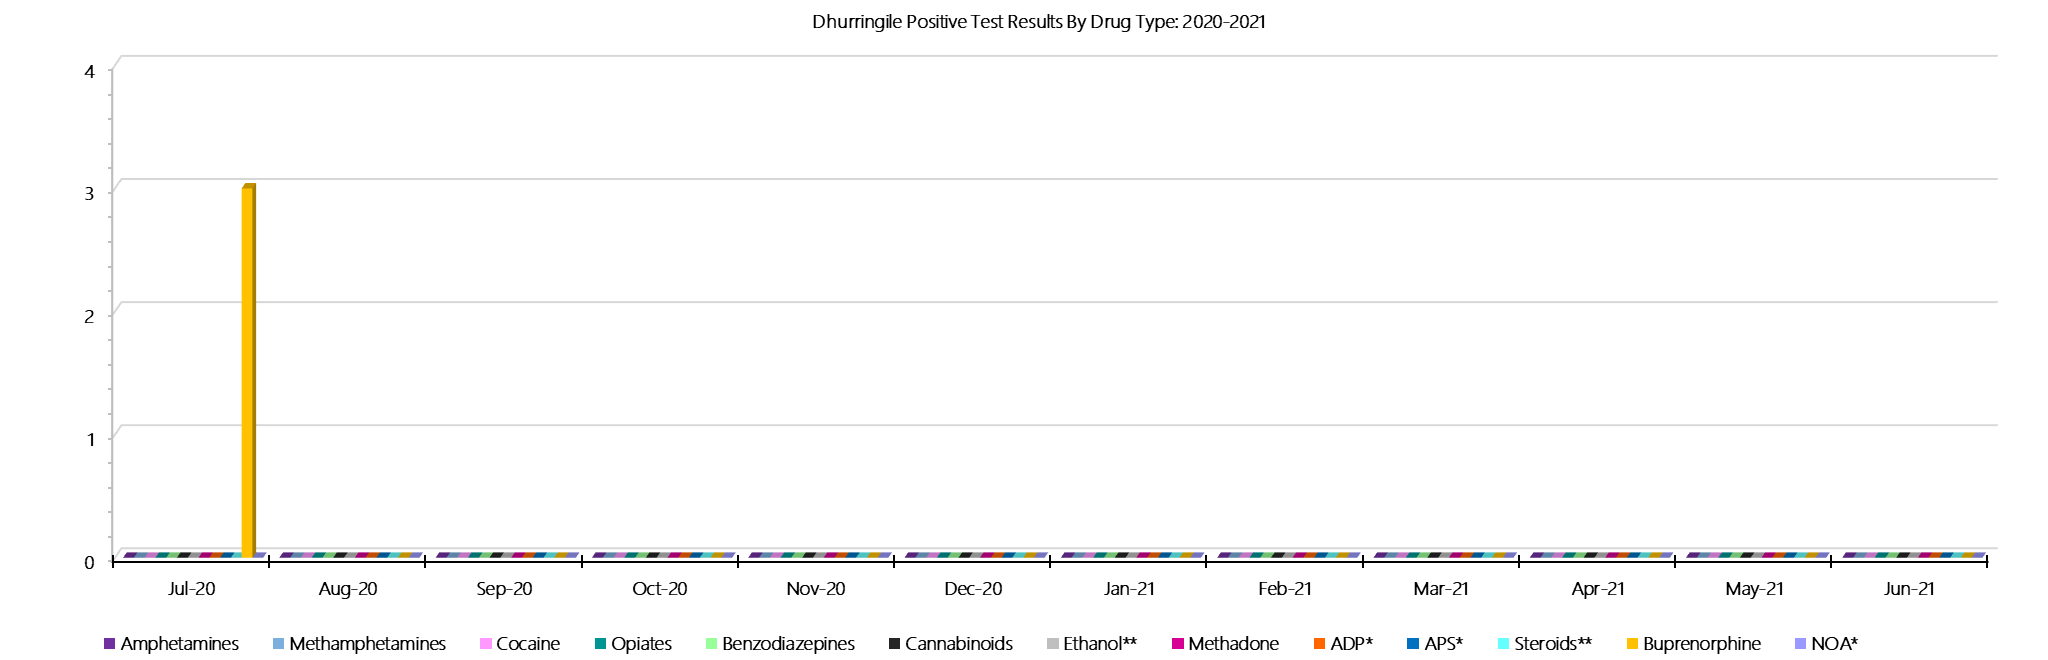 Dhurringile Positive Test Results By Drug Type: 2020-2021
4
3
2
1
0
Jul-20 Aug-20 Sep-20 Oct-20 Nov-20 Dec-20 Jan-21 Feb-21 Mar-21 Apr-21 May-21 Jun-21
Amphetamines Methamphetamines Cocaine Opiates Benzodiazepines Cannabinoids Ethanol** Methadone ADP* APS* Steroids** Buprenorphine NOA*